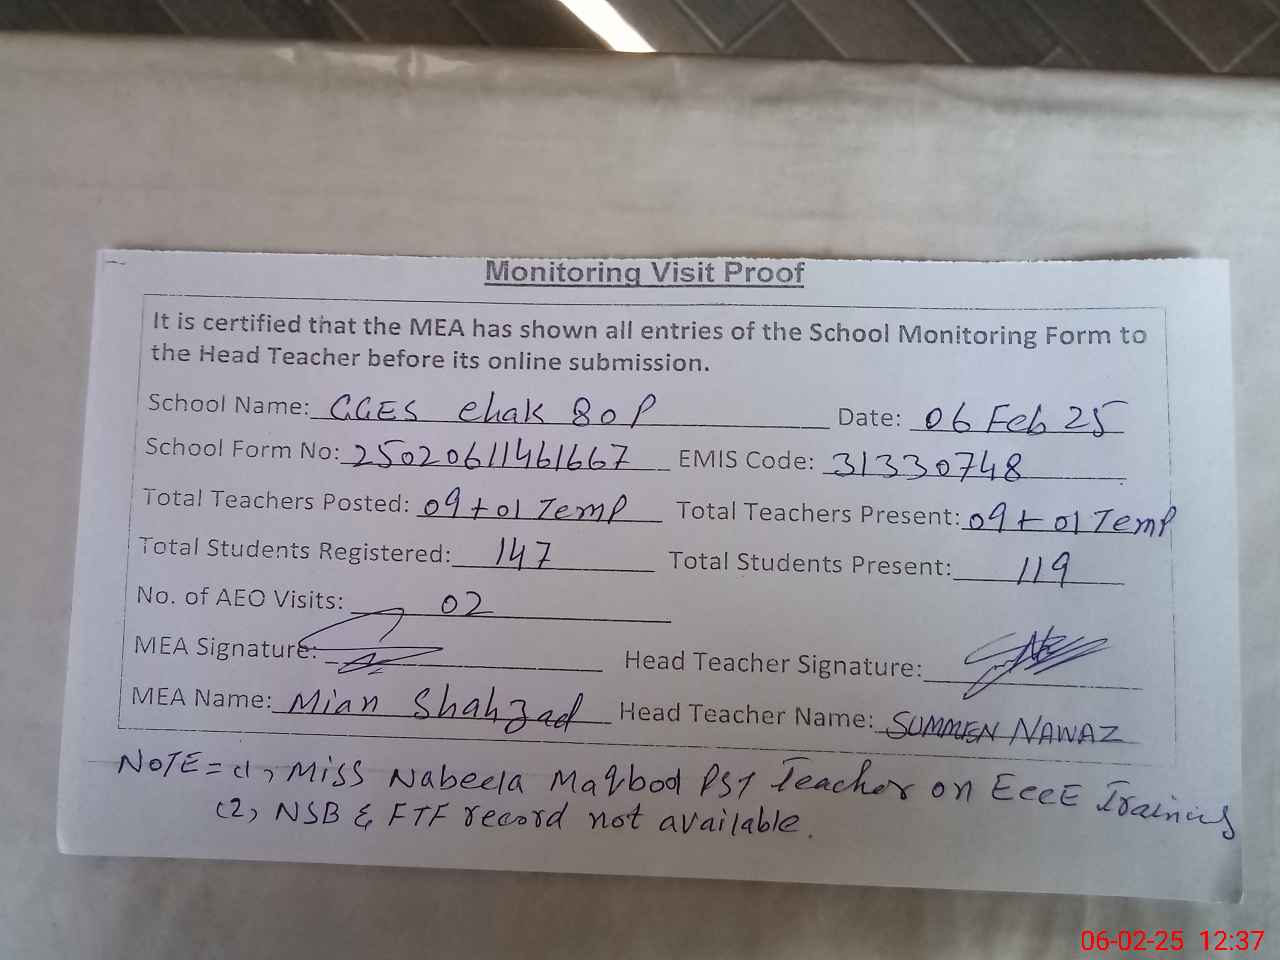 Monitoring Visit Proof
It is certified that the MEA has shown all entries of the School Monitoring Form to
the Head Teacher before its online submission.
School Name: GGES chak 80P Date: 06 Feb 25
School Form No: 25020611461667 EMIS Code: 31330748
Total Teachers Posted: 09+01 Temp Total Teachers Present: 09+01 Temp
Total Students Registered: 147 Total Students Present: 119
No. of AEO Visits: 02
MEA Signature: Head Teacher Signature:
MEA Name: Mian Shahzad Head Teacher Name: NAWAZ
NOTE = (1) Miss Nabeela Maqbool PST Teacher on EceE Training
(2) NSB & FTF record not available.
06-02-25 12:37